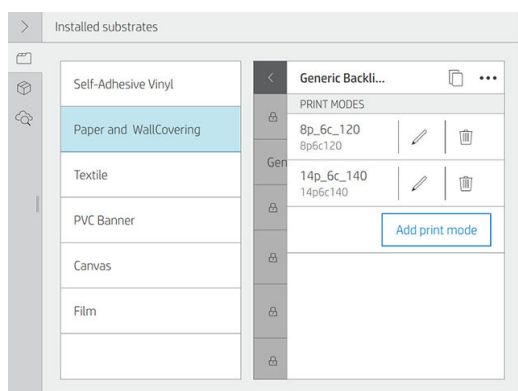 Installed substrates
Self-Adhesive Vinyl
Paper and WallCovering
Textile
PVC Banner
Canvas
Film
Gen
Generic Backli...
PRINT MODES
8p_6c_120
8p6c120
14p_6c_140
14p6c140
Add print mode